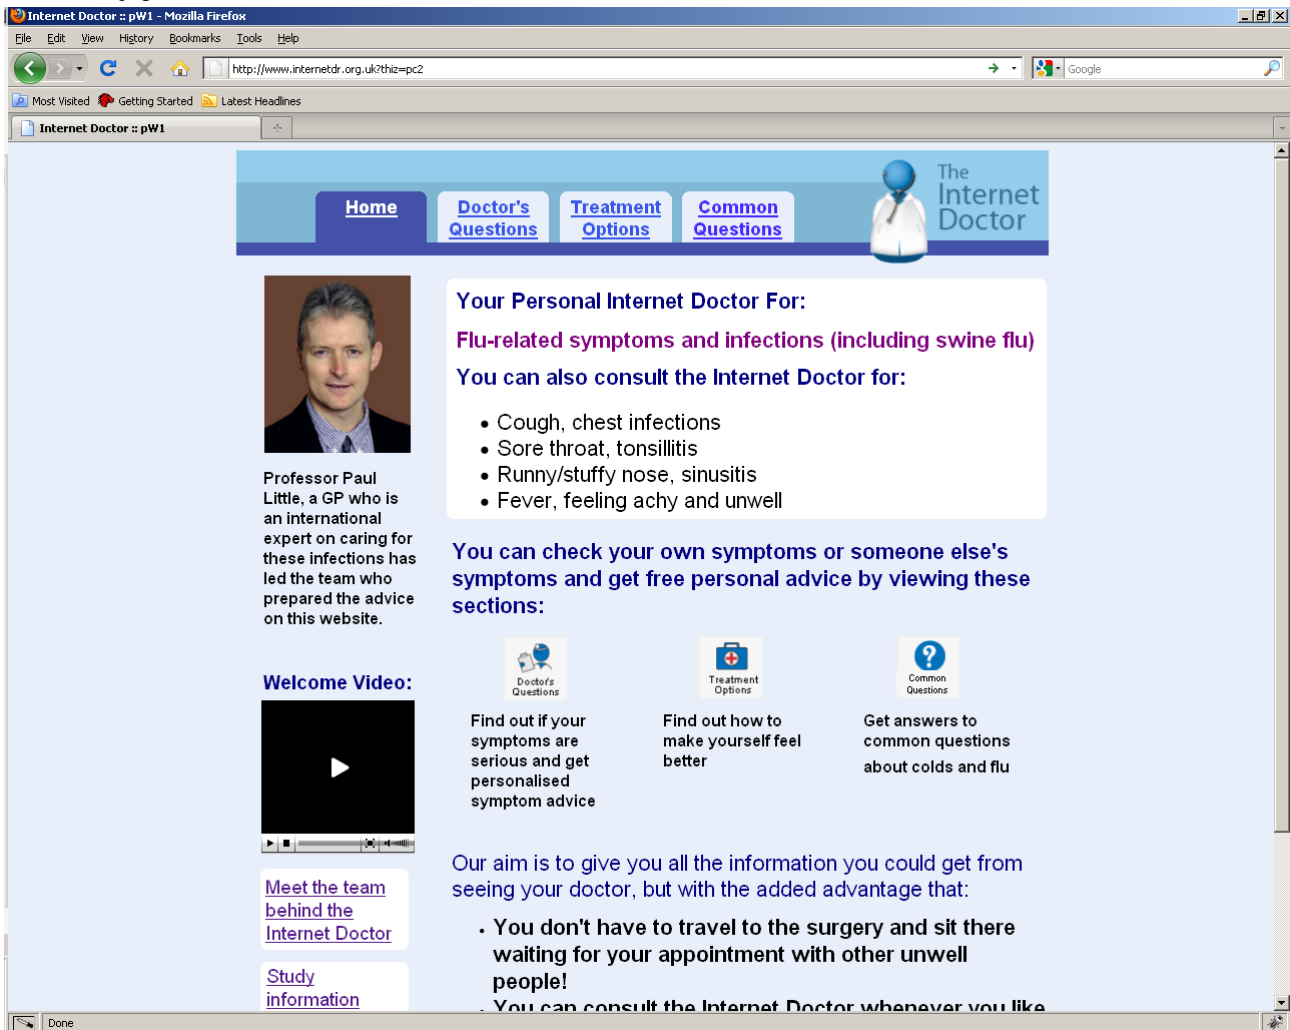 Internet Doctor :: pW1 - Mozilla Firefox
File Edit View History Bookmarks Tools Help
http://www.internetdr.org.uk?thiz=pc2
Google
Most Visited Getting Started Latest Headlines
Internet Doctor :: pW1
Home
Doctor's
Questions
Treatment
Options
Common
Questions
The
Internet
Doctor
Professor Paul
Little, a GP who is
an international
expert on caring for
these infections has
led the team who
prepared the advice
on this website.
Welcome Video:
Meet the team
behind the
Internet Doctor
Study
information
Your Personal Internet Doctor For:
Flu-related symptoms and infections (including swine flu)
You can also consult the Internet Doctor for:
• Cough, chest infections
• Sore throat, tonsillitis
• Runny/stuffy nose, sinusitis
• Fever, feeling achy and unwell
You can check your own symptoms or someone else's
symptoms and get free personal advice by viewing these
sections:
Doctor's
Questions
Find out if your
symptoms are
serious and get
personalised
symptom advice
Treatment
Options
Find out how to
make yourself feel
better
Common
Questions
Get answers to
common questions
about colds and flu
Our aim is to give you all the information you could get from
seeing your doctor, but with the added advantage that:
• You don't have to travel to the surgery and sit there
waiting for your appointment with other unwell
people!
• You can consult the Internet Doctor whenever you like
Done